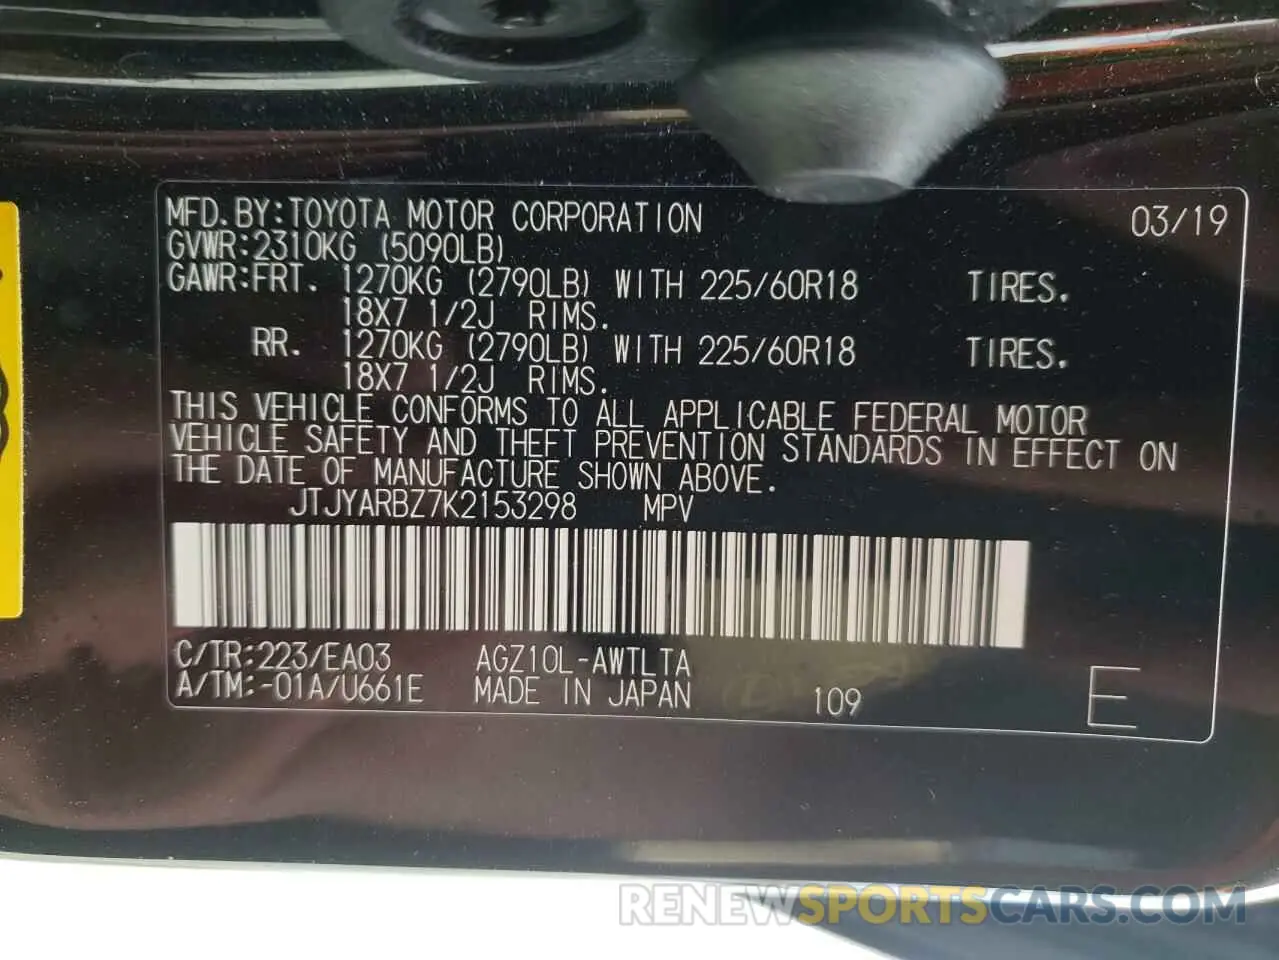 MFD.BY:TOYOTA MOTOR CORPORATION 03/19
GVWR:2310KG (5090LB)
GAWR:FRT. 1270KG (2790LB) WITH 225/60R18 TIRES.
18X7 1/2J RIMS.
RR. 1270KG (2790LB) WITH 225/60R18 TIRES.
18X7 1/2J RIMS.
THIS VEHICLE CONFORMS TO ALL APPLICABLE FEDERAL MOTOR
VEHICLE SAFETY AND THEFT PREVENTION STANDARDS IN EFFECT ON
THE DATE OF MANUFACTURE SHOWN ABOVE.
JTJYARBZ7K2153298 MPV
C/TR:223/EA03 AGZ10L-AWTLTA
A/TM:-01A/U661E MADE IN JAPAN 109 E
RENEWSPORTSCARS.COM